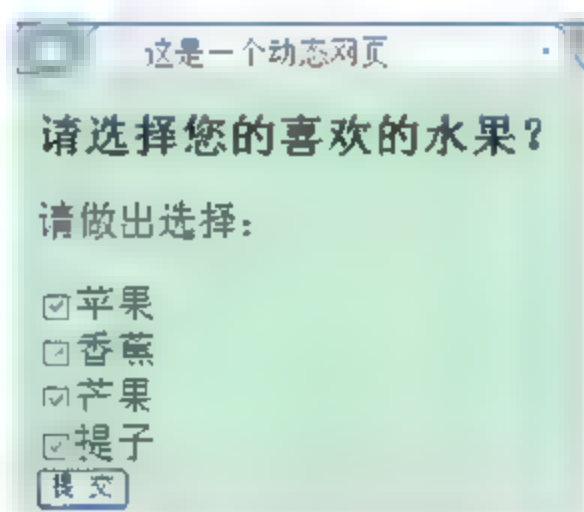 这是一个动态网页
请选择您的喜欢的水果？
请做出选择：
苹果
香蕉
芒果
提子
提交